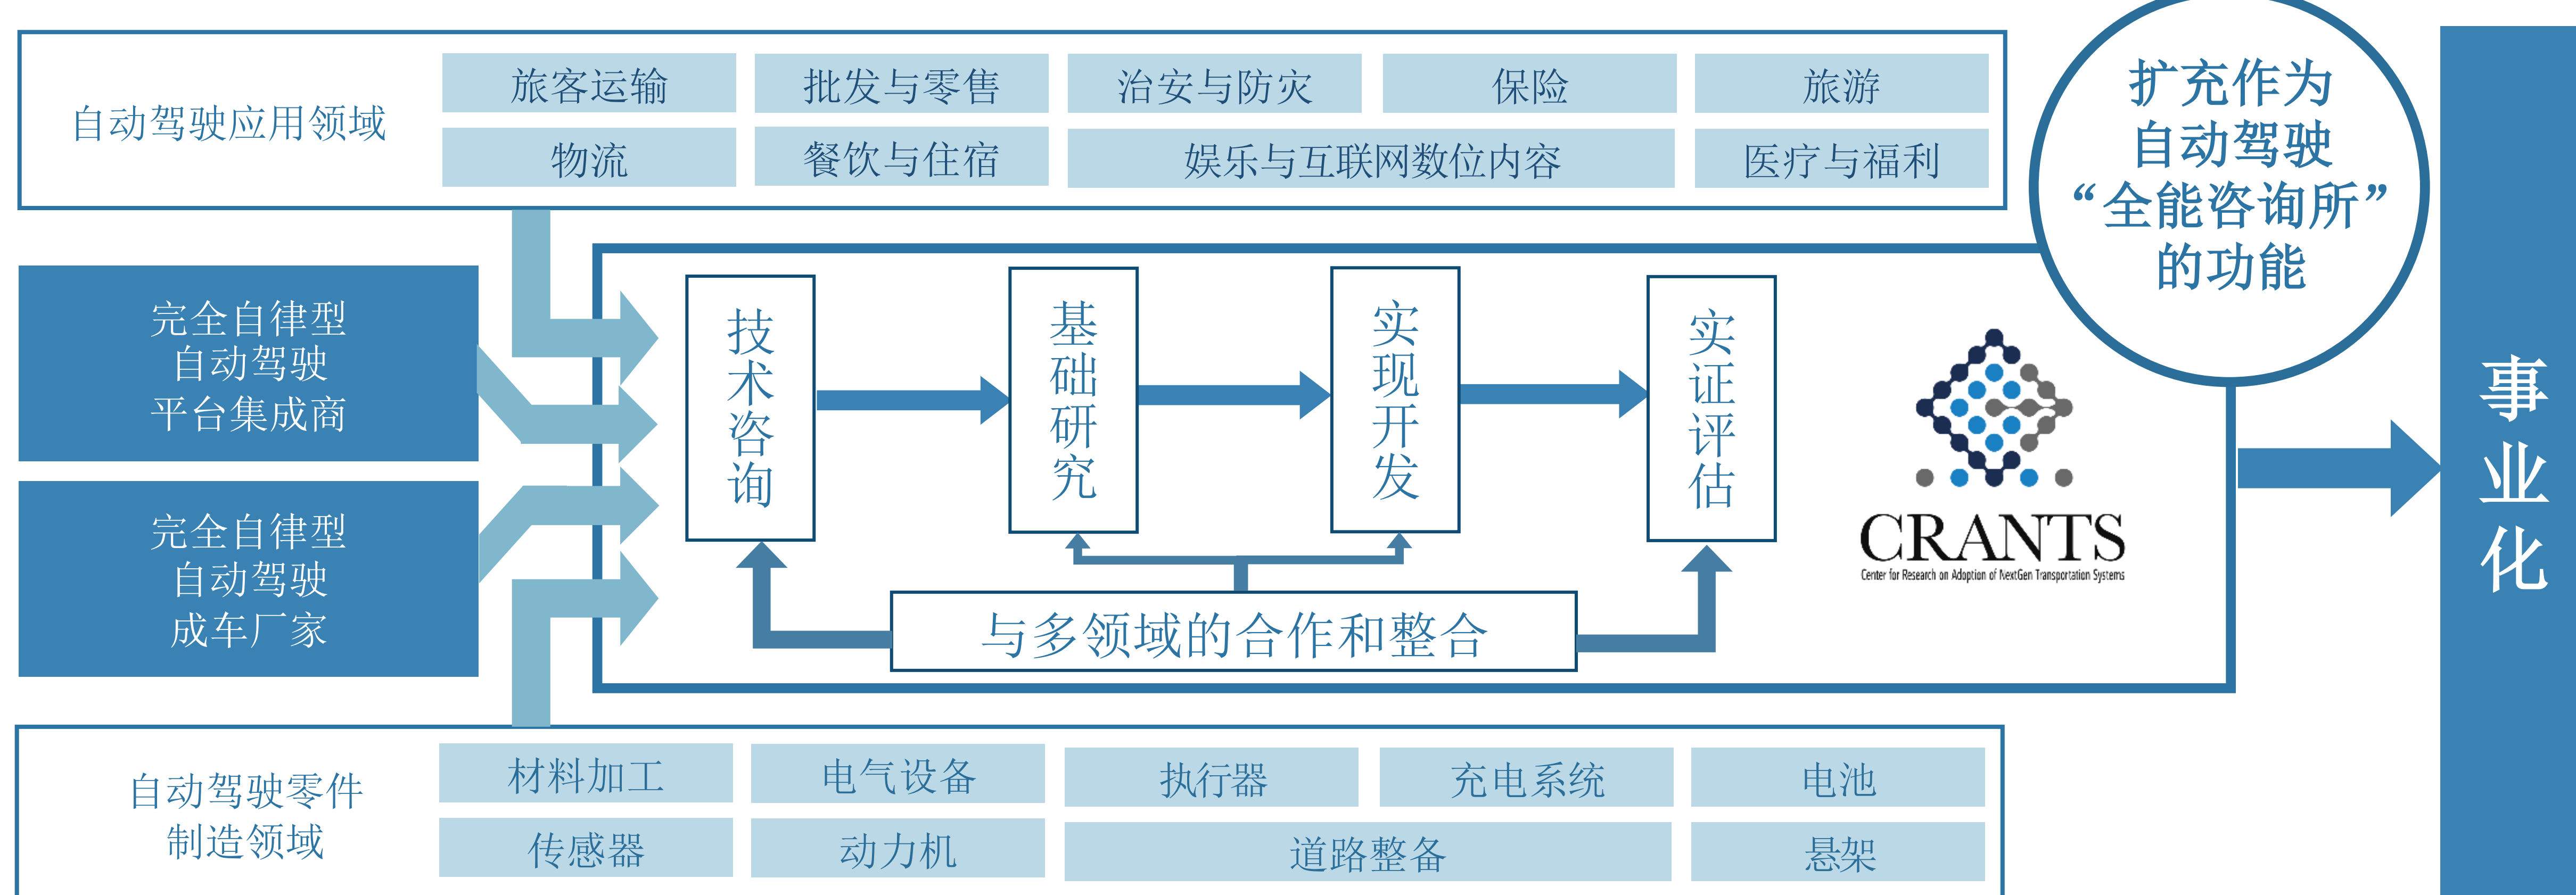 自动驾驶应用领域
旅客运输
批发与零售
治安与防灾
保险
旅游
物流
餐饮与住宿
娱乐与互联网数位内容
医疗与福利
扩充作为
自动驾驶
“全能咨询所”
的功能
完全自律型
自动驾驶
平台集成商
完全自律型
自动驾驶
成车厂家
技术咨询
基础研究
实现开发
实证评估
与多领域的合作和整合
CRANTS
Center for Research on Adoption of NextGen Transportation Systems
事业化
自动驾驶零件
制造领域
材料加工
电气设备
执行器
充电系统
电池
传感器
动力机
道路整备
悬架